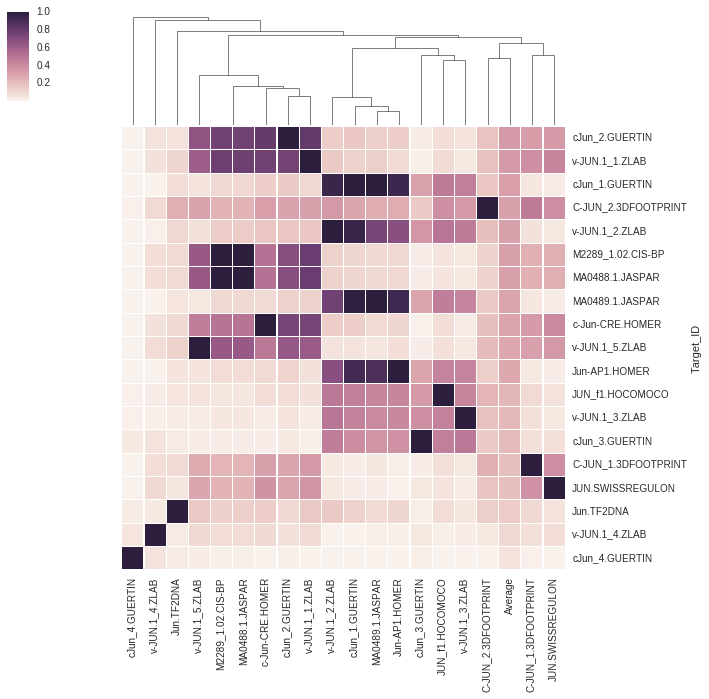 1.0
0.8
0.6
0.4
0.2
cJun_2.GUERTIN
v-JUN.1_1.ZLAB
cJun_1.GUERTIN
C-JUN_2.3DFOOTPRINT
v-JUN.1_2.ZLAB
M2289_1.02.CIS-BP
MA0488.1.JASPAR
MA0489.1.JASPAR
c-Jun-CRE.HOMER
v-JUN.1_5.ZLAB
Jun-AP1.HOMER
JUN_f1.HOCOMOCO
v-JUN.1_3.ZLAB
cJun_3.GUERTIN
C-JUN_1.3DFOOTPRINT
JUN.SWISSREGULON
Jun.TF2DNA
v-JUN.1_4.ZLAB
cJun_4.GUERTIN
Target_ID
cJun_4.GUERTIN
v-JUN.1_4.ZLAB
Jun.TF2DNA
v-JUN.1_5.ZLAB
M2289_1.02.CIS-BP
MA0488.1.JASPAR
c-Jun-CRE.HOMER
cJun_2.GUERTIN
v-JUN.1_1.ZLAB
v-JUN.1_2.ZLAB
cJun_1.GUERTIN
MA0489.1.JASPAR
Jun-AP1.HOMER
cJun_3.GUERTIN
JUN_f1.HOCOMOCO
v-JUN.1_3.ZLAB
C-JUN_2.3DFOOTPRINT
Average
C-JUN_1.3DFOOTPRINT
JUN.SWISSREGULON